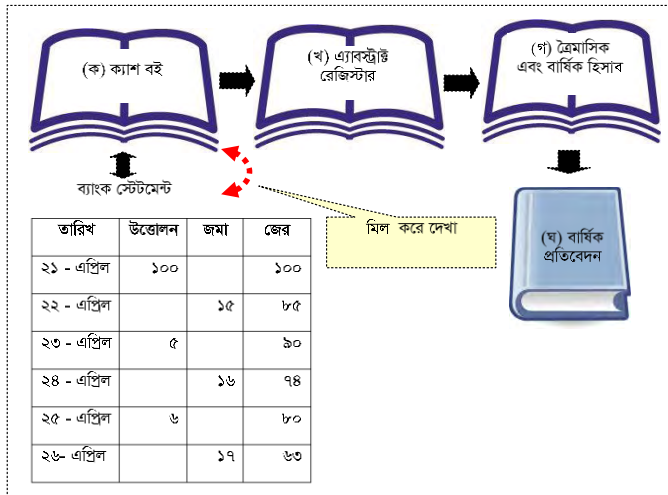 (ক) ক্যাশ বই
(খ) এ্যাবস্ট্রাক্ট
রেজিস্টার
(গ) ত্রৈমাসিক
এবং বার্ষিক হিসাব
ব্যাংক স্টেটমেন্ট
মিল করে দেখা
(ঘ) বার্ষিক
প্রতিবেদন
তারিখ উত্তোলন জমা জের
২১ - এপ্রিল ১০০ ১০০
২২ - এপ্রিল ১৫ ৮৫
২৩ - এপ্রিল ৫ ৯০
২৪ - এপ্রিল ১৬ ৭৪
২৫ - এপ্রিল ৬ ৮০
২৬- এপ্রিল ১৭ ৬৩